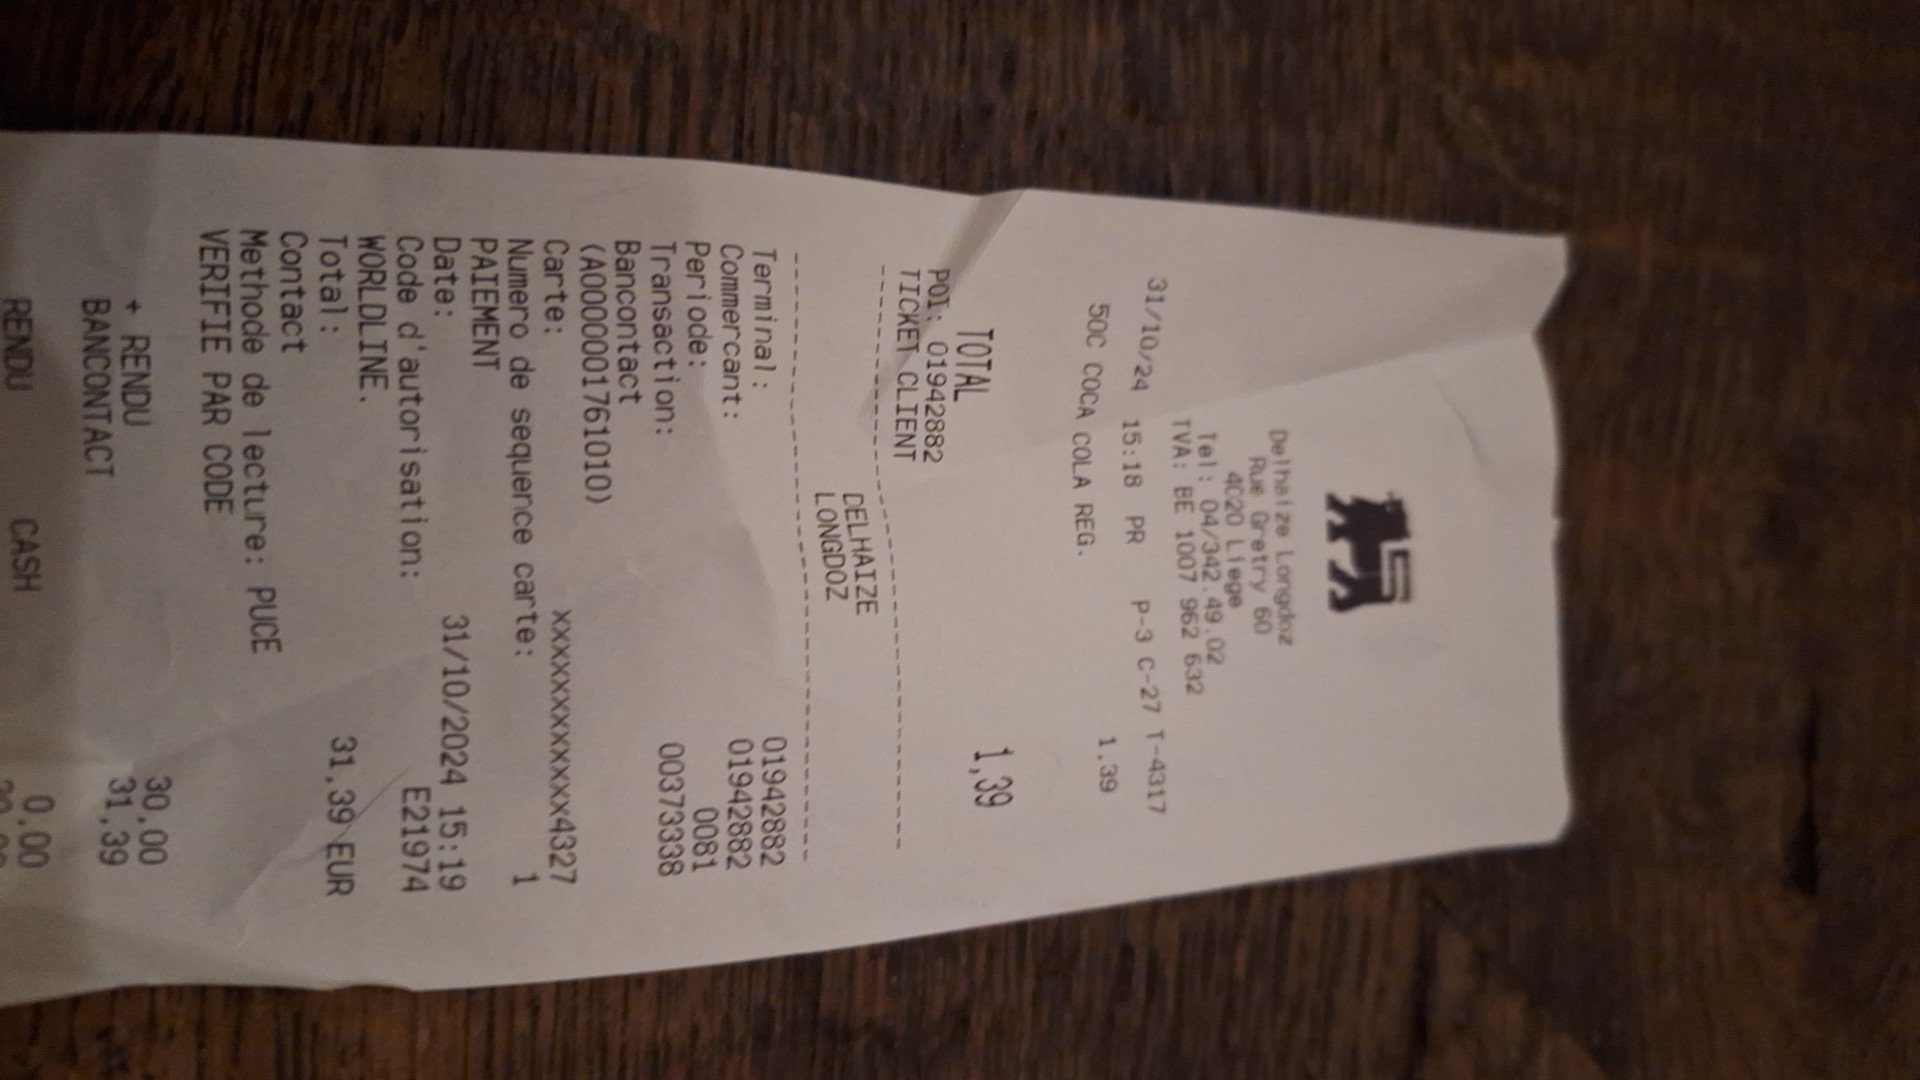 Delhaize Longdoz
Rue Gretry 60
4020 Liege
Tel: 04/342.49.02
TVA: BE 1007 962 632
31/10/24 15:18 PR P-3 C-27 T-4317
50C COCA COLA REG. 1,39
TOTAL 1,39
POI: 01942882
TICKET CLIENT
DELHAIZE
LONGDOZ
Terminal: 01942882
Commercant: 01942882
Periode: 0081
Transaction: 00373338
Bancontact
(A0000001761010)
Carte: xxxxxxxxxxxxx4327
Numero de sequence carte: 1
PAIEMENT
Date: 31/10/2024 15:19
Code d'autorisation: E21974
WORLDLINE.
Total: 31,39 EUR
Contact
Methode de lecture: PUCE
VERIFIE PAR CODE
+ RENDU 30,00
BANCONTACT 31,39
RENDU CASH 0,00